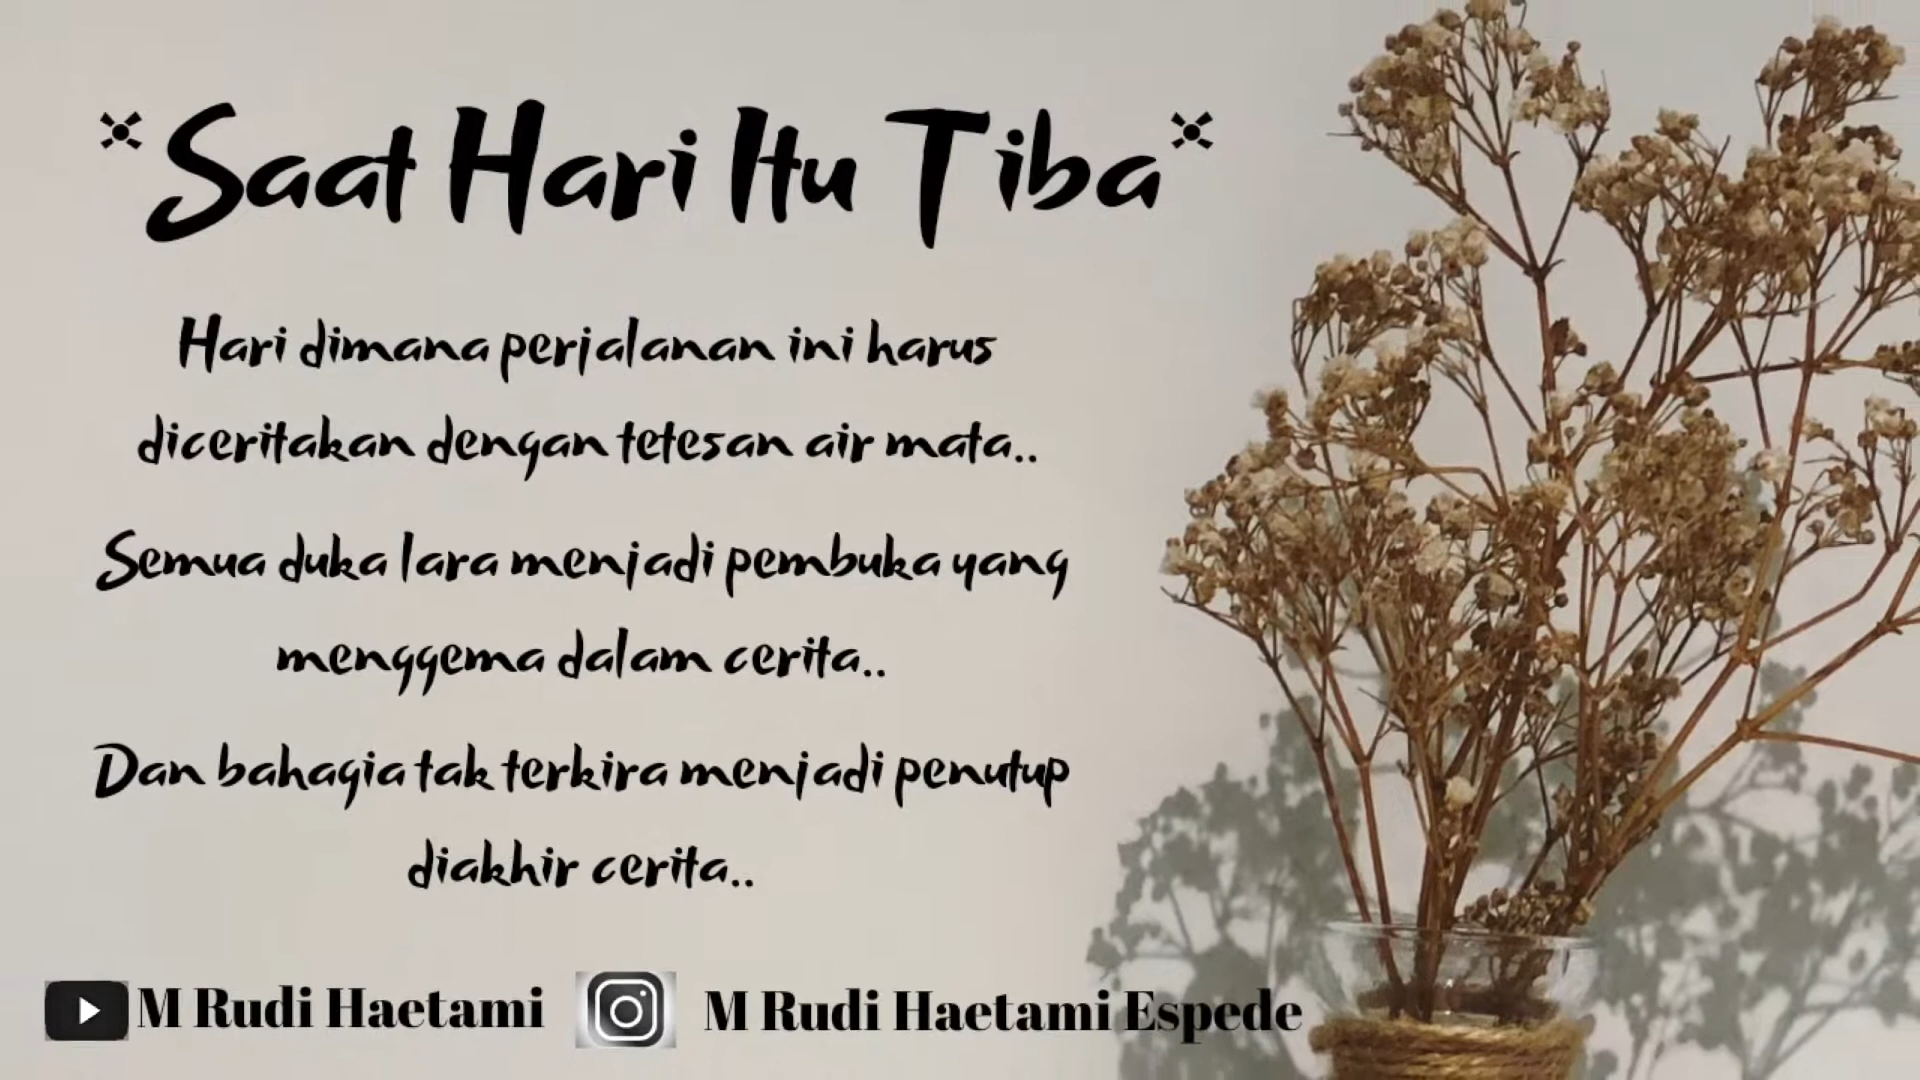 *Saat Hari Itu Tiba*
Hari dimana perjalanan ini harus
diceritakan dengan tetesan air mata..
Semua duka lara menjadi pembuka yang
menggema dalam cerita..
Dan bahagia tak terkira menjadi penutup
diakhir cerita..
M Rudi Haetami
M Rudi Haetami Espede